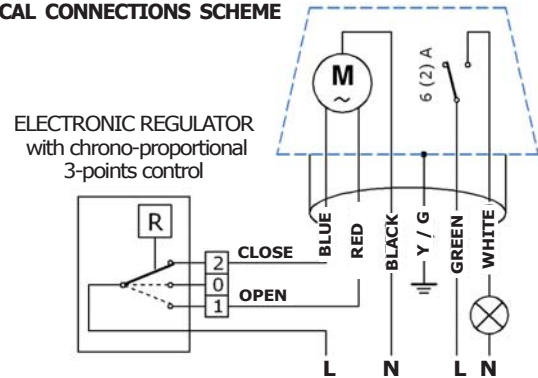 CAL CONNECTIONS SCHEME
M
~
6 (2) A
ELECTRONIC REGULATOR
with chrono-proportional
3-points control
R
2 CLOSE
0
1 OPEN
BLUE
RED
BLACK
Y / G
GREEN
WHITE
L N L N